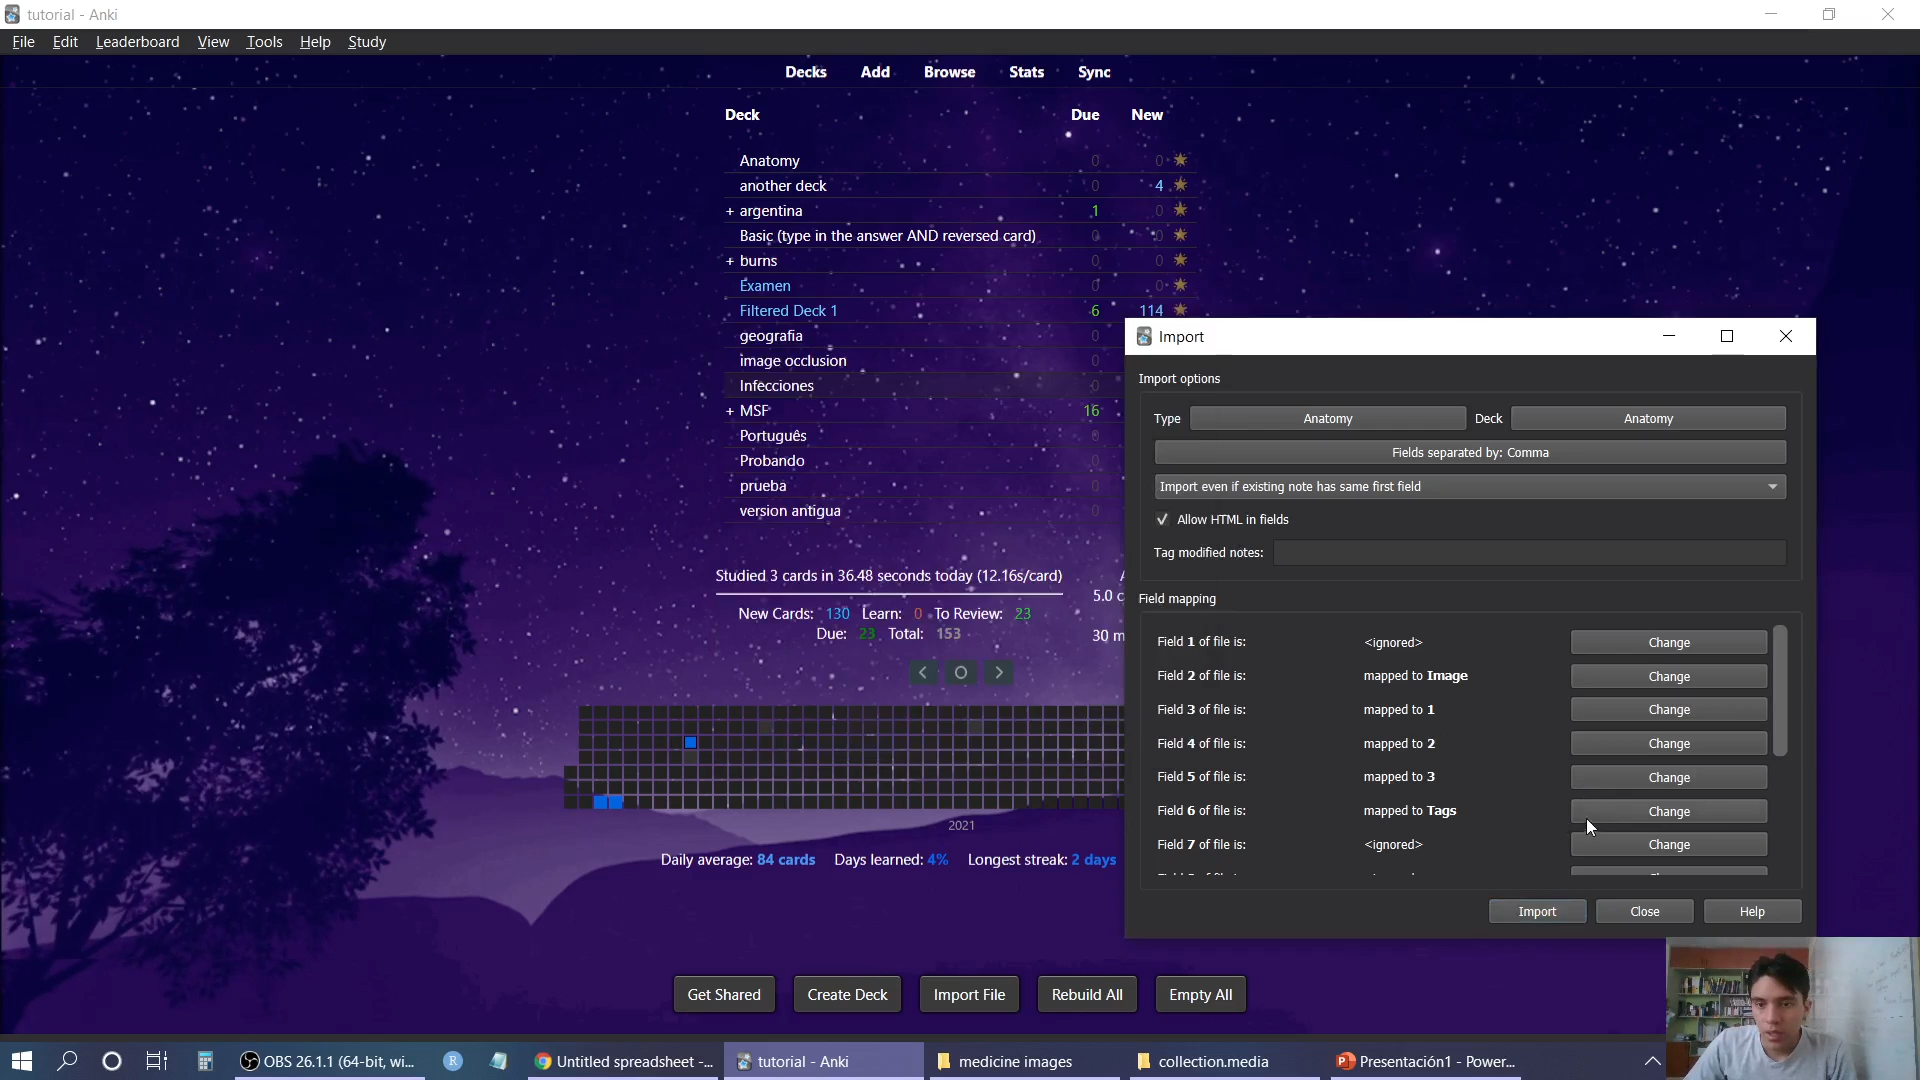 tutorial - Anki
File Edit Leaderboard View Tools Help Study
Decks Add Browse Stats Sync
Deck Due New
Anatomy 0 0
another deck 0 4
+ argentina 1 0
Basic (type in the answer AND reversed card) 0 0
+ burns 0 0
Examen 0 0
Filtered Deck 1 6 114
geografia 0
image occlusion 0
Infecciones 0
+ MSF 16
Português 0
Probando 0
prueba 0
version antigua 0
Studied 3 cards in 36.48 seconds today (12.16s/card)
New Cards: 130 Learn: 0 To Review: 23
Due: 23 Total: 153
5.0 c
30 m
2021
Daily average: 84 cards Days learned: 4% Longest streak: 2 days
Get Shared Create Deck Import File Rebuild All Empty All
Import
Import options
Type Anatomy Deck Anatomy
Fields separated by: Comma
Import even if existing note has same first field
Allow HTML in fields
Tag modified notes:
Field mapping
Field 1 of file is: <ignored> Change
Field 2 of file is: mapped to Image Change
Field 3 of file is: mapped to 1 Change
Field 4 of file is: mapped to 2 Change
Field 5 of file is: mapped to 3 Change
Field 6 of file is: mapped to Tags Change
Field 7 of file is: <ignored> Change
Import Close Help
OBS 26.1.1 (64-bit, wi... R Untitled spreadsheet -... tutorial - Anki medicine images collection.media Presentación1 - Power...